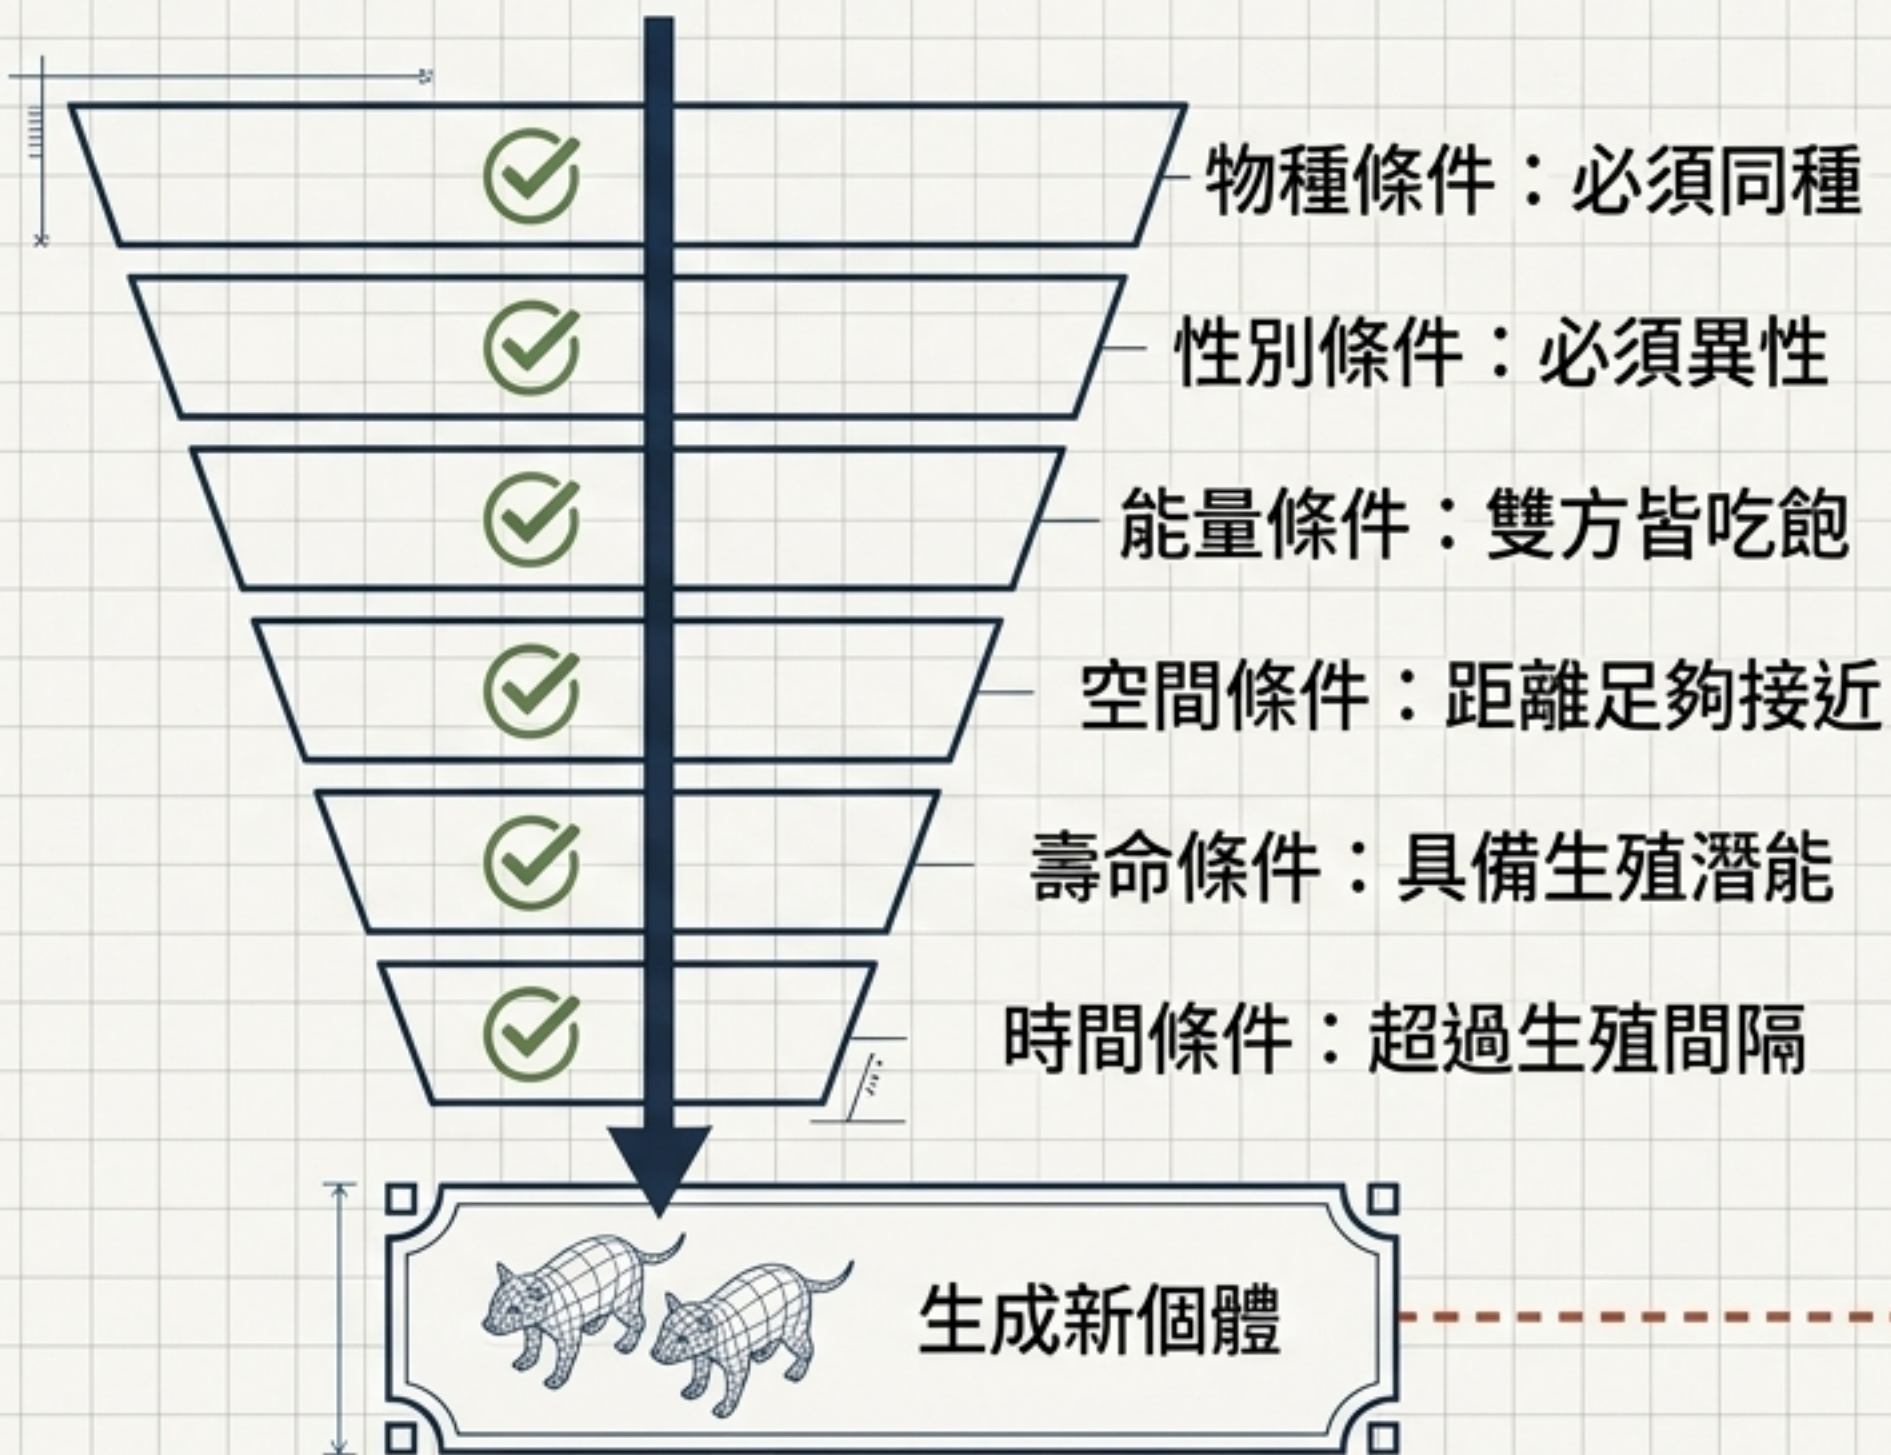 物種條件：必須同種
性別條件：必須異性
能量條件：雙方皆吃飽
空間條件：距離足夠接近
壽命條件：具備生殖潛能
時間條件：超過生殖間隔
生成新個體